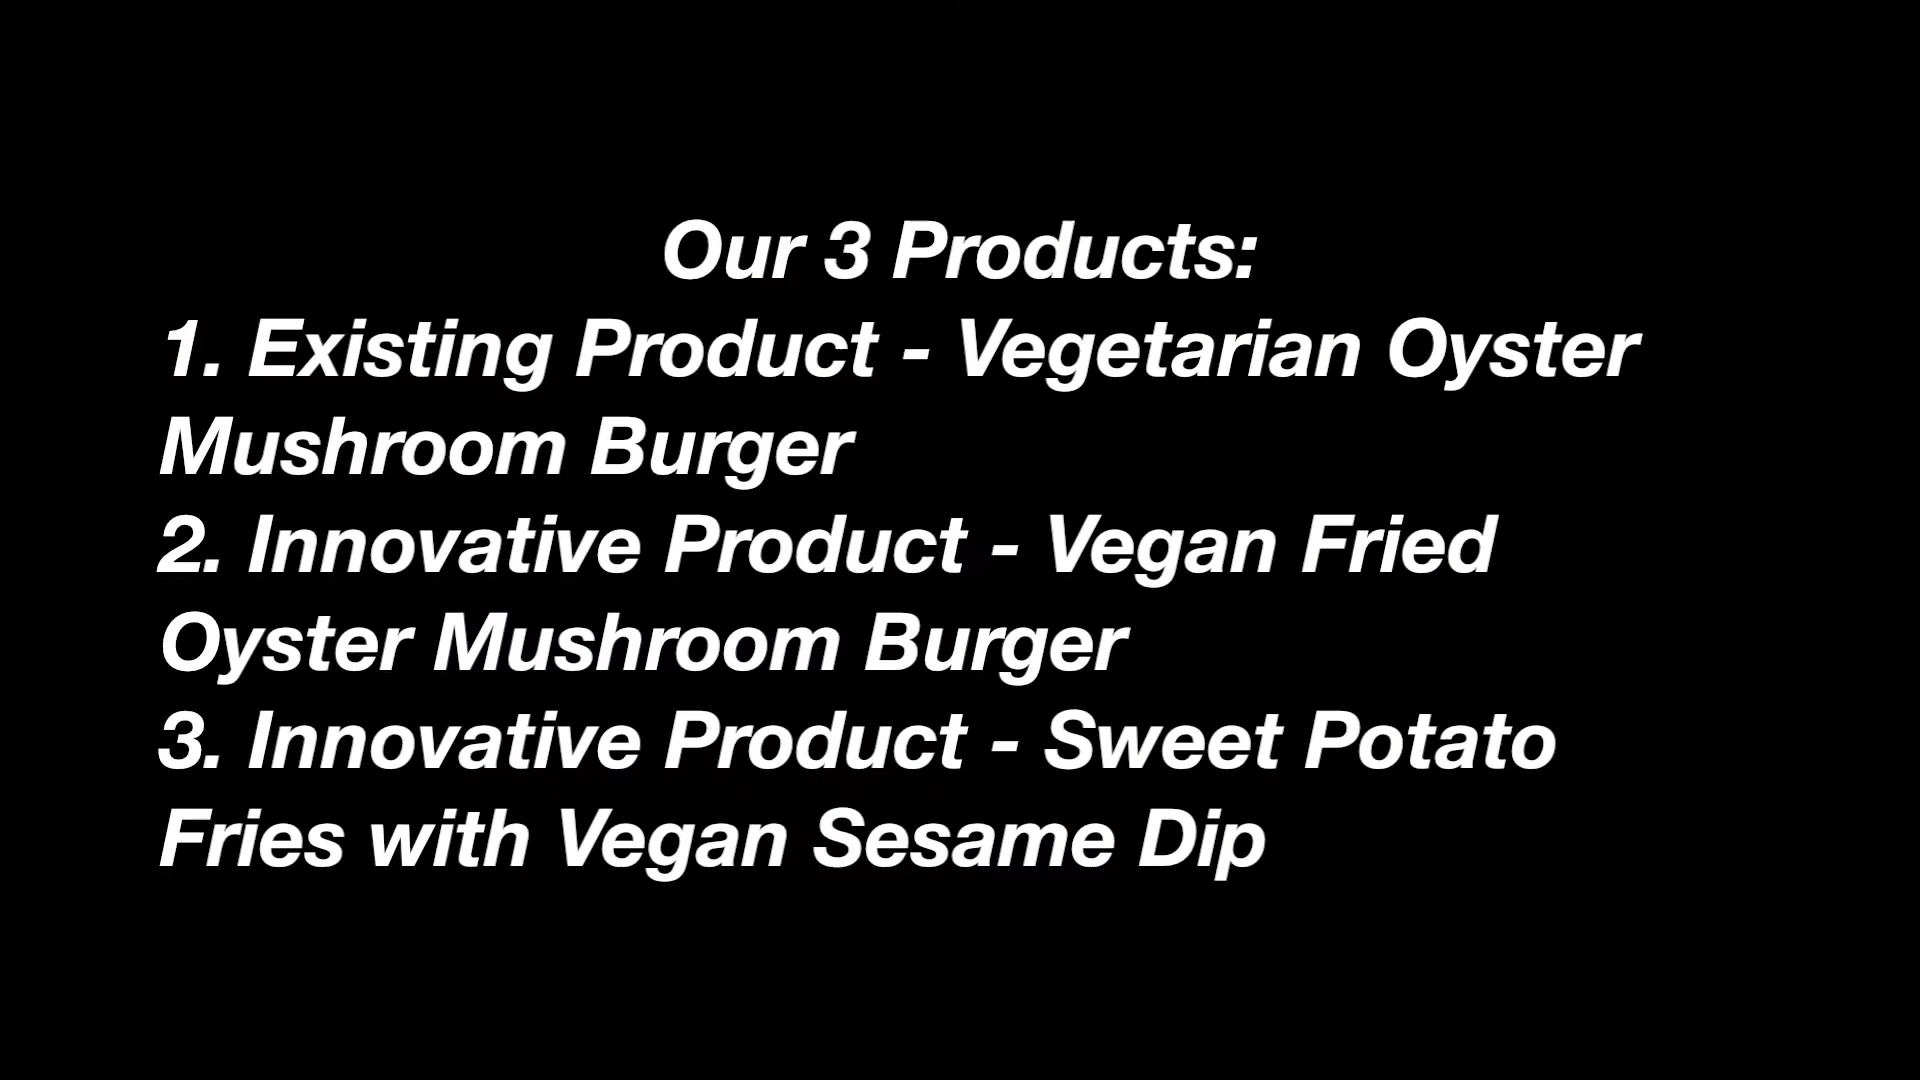 Our 3 Products:
1. Existing Product - Vegetarian Oyster
Mushroom Burger
2. Innovative Product - Vegan Fried
Oyster Mushroom Burger
3. Innovative Product - Sweet Potato
Fries with Vegan Sesame Dip